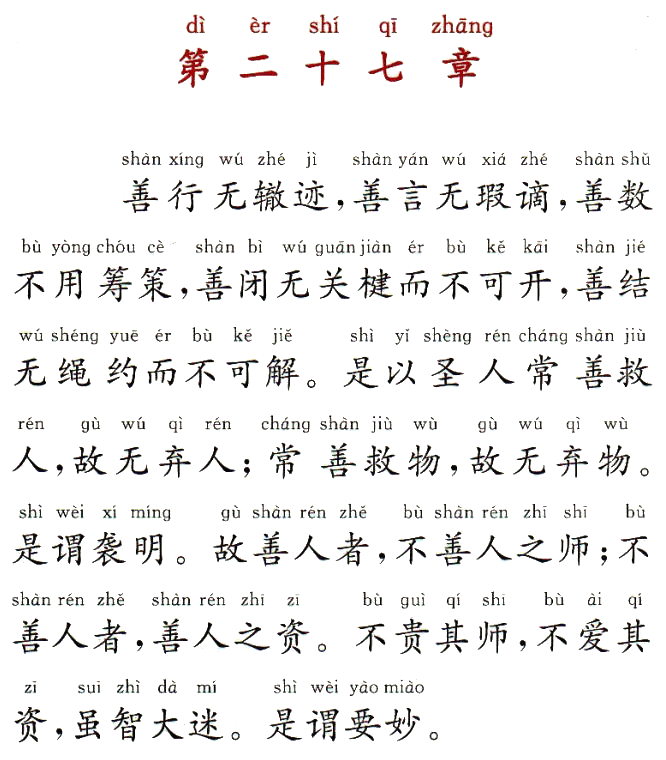 dì èr shí qī zhāng
第二十七章
shàn xíng wú zhé jì shàn yán wú xiá zhé shàn shǔ
善行无辙迹，善言无瑕谪，善数
bù yòng chóu cè shàn bì wú guān jiàn ér bù kě kāi shàn jié
不用筹策，善闭无关楗而不可开，善结
wú shéng yuē ér bù kě jiě shì yǐ shèng rén cháng shàn jiù
无绳约而不可解。是以圣人常善救
rén gù wú qì rén cháng shàn jiù wù gù wú qì wù
人，故无弃人；常善救物，故无弃物。
shì wèi xí míng gù shàn rén zhě bù shàn rén zhī shī bù
是谓袭明。故善人者，不善人之师；不
shàn rén zhě shàn rén zhī zī bù guì qí shī bù ài qí
善人者，善人之资。不贵其师，不爱其
zī suī zhì dà mí shì wèi yào miào
资，虽智大迷。是谓要妙。